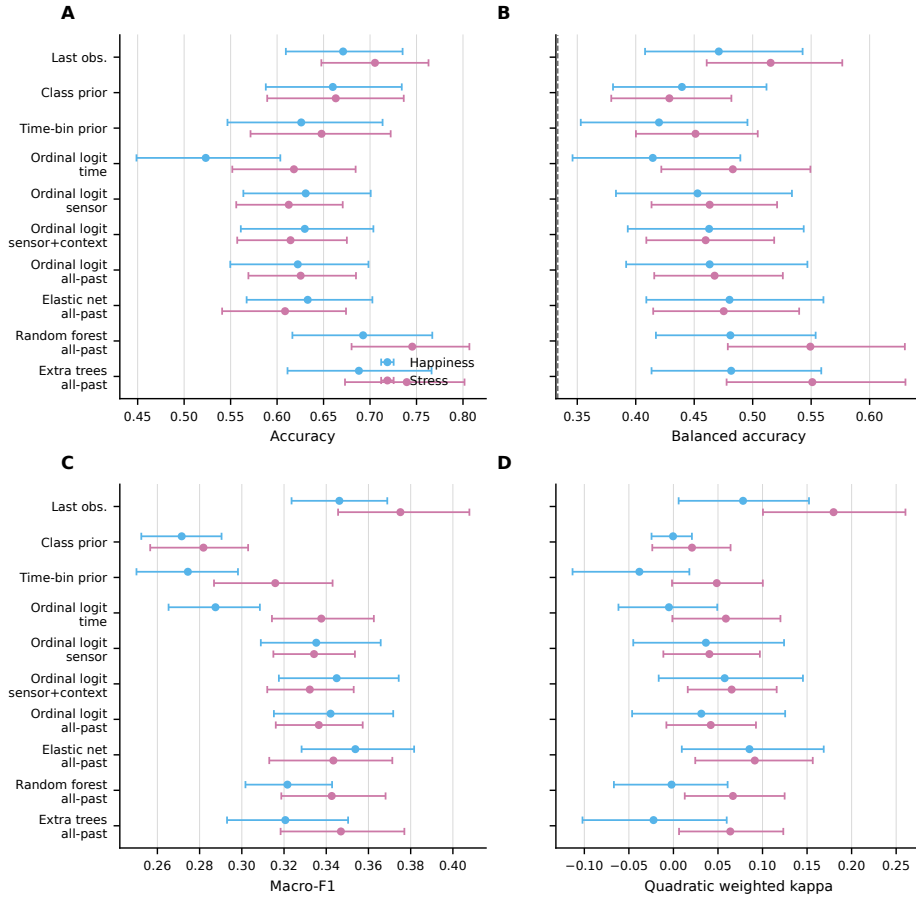 A
Last obs.
Class prior
Time-bin prior
Ordinal logit
time
Ordinal logit
sensor
Ordinal logit
sensor+context
Ordinal logit
all-past
Elastic net
all-past
Random forest
all-past
Extra trees
all-past
Happiness
Stress
0.45 0.50 0.55 0.60 0.65 0.70 0.75 0.80
Accuracy
B
0.35 0.40 0.45 0.50 0.55 0.60
Balanced accuracy
C
Last obs.
Class prior
Time-bin prior
Ordinal logit
time
Ordinal logit
sensor
Ordinal logit
sensor+context
Ordinal logit
all-past
Elastic net
all-past
Random forest
all-past
Extra trees
all-past
0.26 0.28 0.30 0.32 0.34 0.36 0.38 0.40
Macro-F1
D
−0.10 −0.05 0.00 0.05 0.10 0.15 0.20 0.25
Quadratic weighted kappa